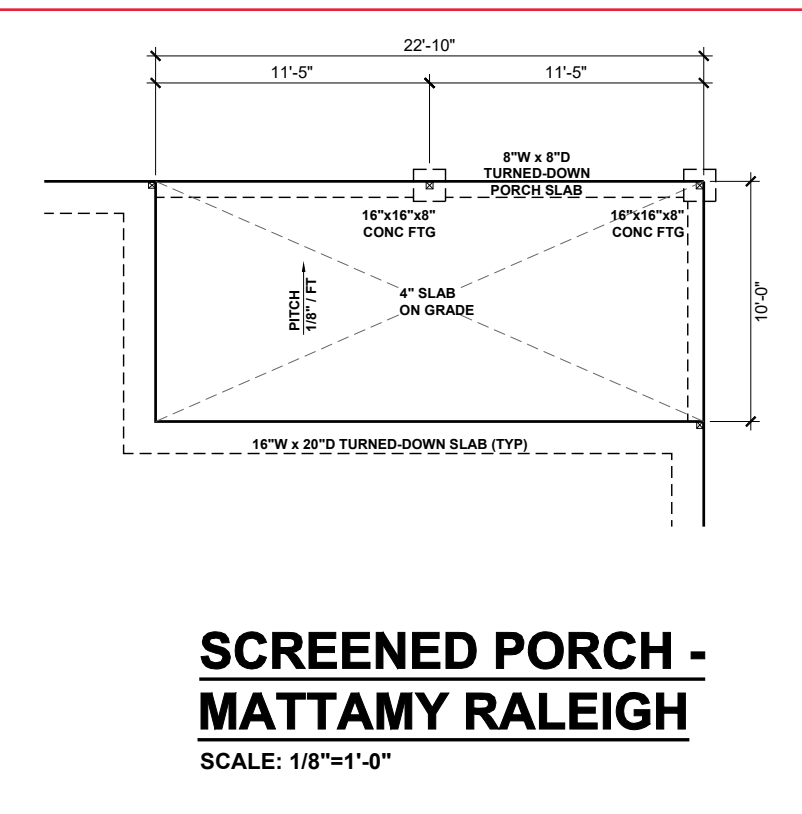 22'-10"
11'-5"
11'-5"
8"W x 8"D
TURNED-DOWN
PORCH SLAB
16"x16"x8"
CONC FTG
16"x16"x8"
CONC FTG
PITCH
1/8" / FT
4" SLAB
ON GRADE
10'-0"
16"W x 20"D TURNED-DOWN SLAB (TYP)
SCREENED PORCH -
MATTAMY RALEIGH
SCALE: 1/8"=1'-0"